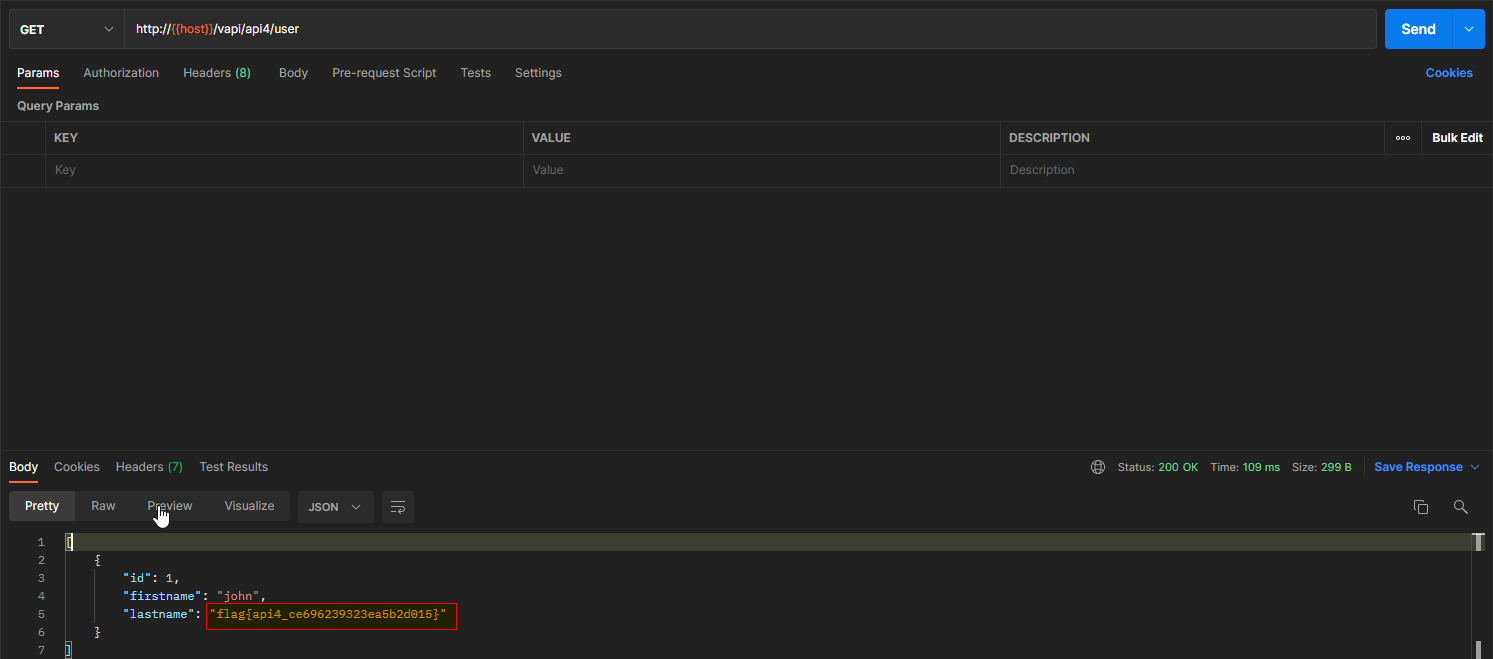 GET http://{{host}}/vapi/api4/user Send
Params Authorization Headers (8) Body Pre-request Script Tests Settings Cookies
Query Params
KEY VALUE DESCRIPTION Bulk Edit
Key Value Description
Body Cookies Headers (7) Test Results Status: 200 OK Time: 109 ms Size: 299 B Save Response
Pretty Raw Preview Visualize JSON
1 [
2 {
3 "id": 1,
4 "firstname": "john",
5 "lastname": "flag{api4_ce696239323ea5b2d015}"
6 }
7 ]